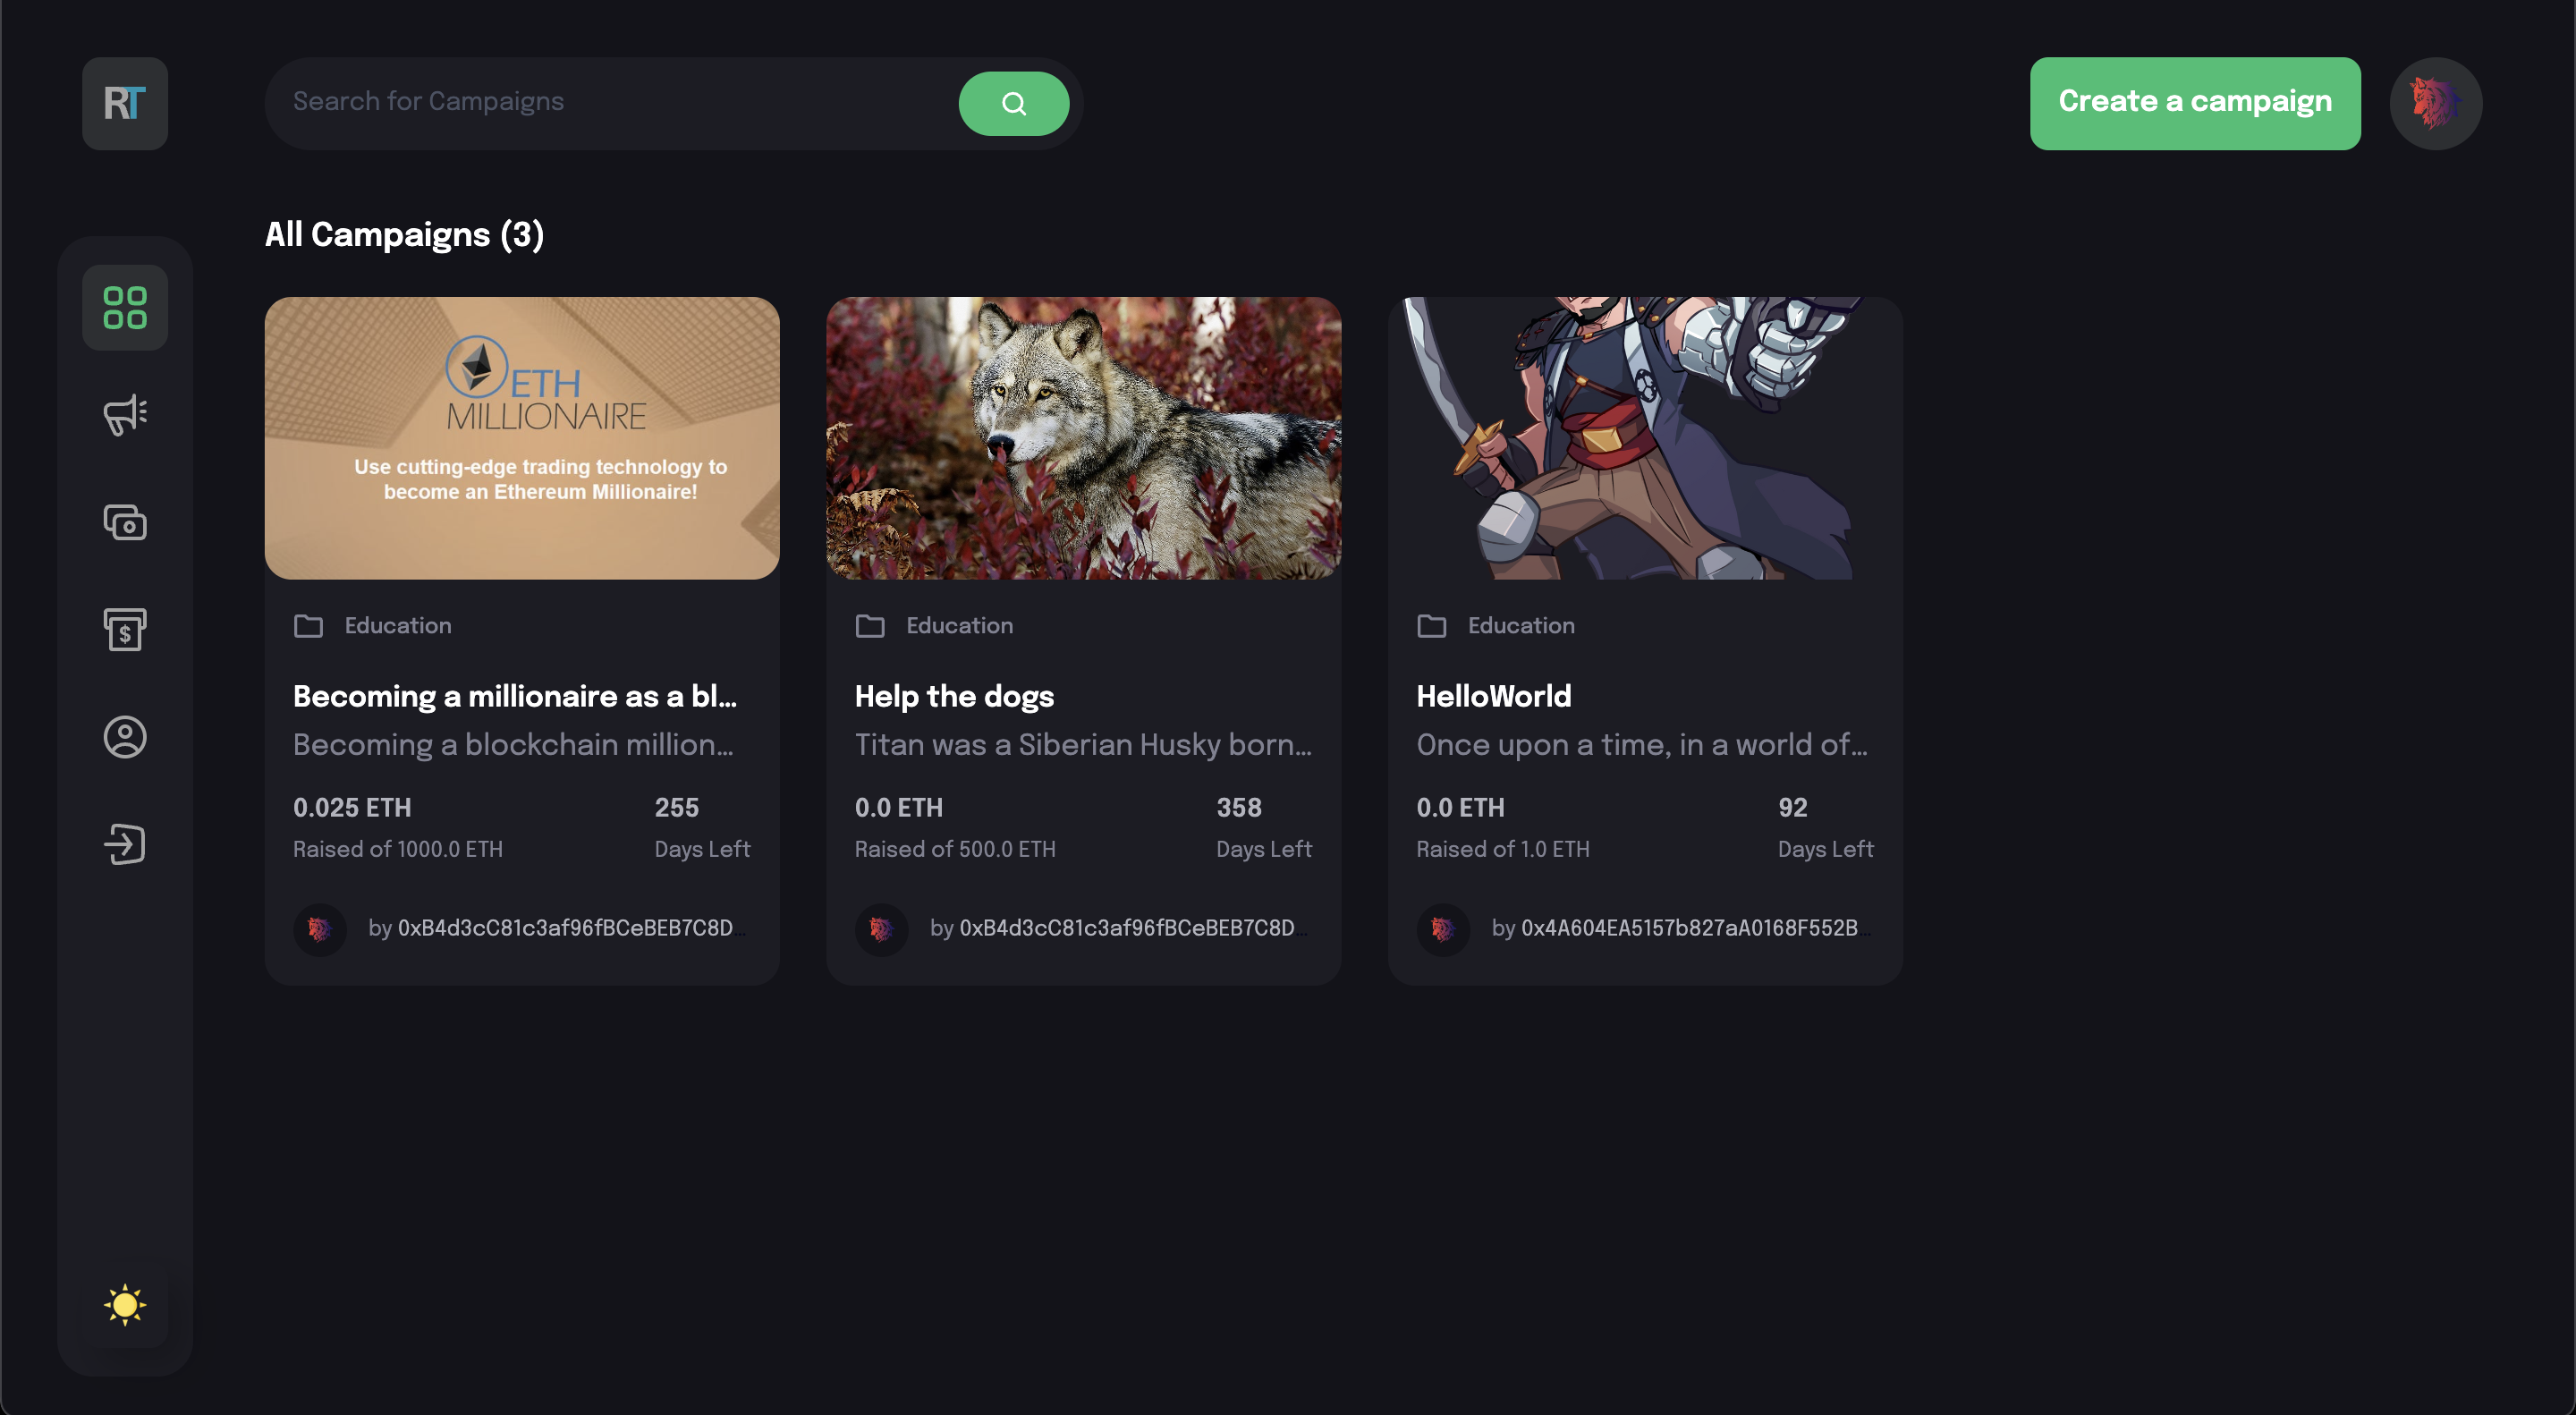 RT
Search for Campaigns
Create a campaign
All Campaigns (3)
ETH
MILLIONAIRE
Use cutting-edge trading technology to
become an Ethereum Millionaire!
Education
Becoming a millionaire as a bl...
Becoming a blockchain million...
0.025 ETH
255
Raised of 1000.0 ETH
Days Left
by 0xB4d3cC81c3af96fBCeBEB7C8D...
Education
Help the dogs
Titan was a Siberian Husky born...
0.0 ETH
358
Raised of 500.0 ETH
Days Left
by 0xB4d3cC81c3af96fBCeBEB7C8D...
Education
HelloWorld
Once upon a time, in a world of...
0.0 ETH
92
Raised of 1.0 ETH
Days Left
by 0x4A604EA5157b827aA0168F552B...